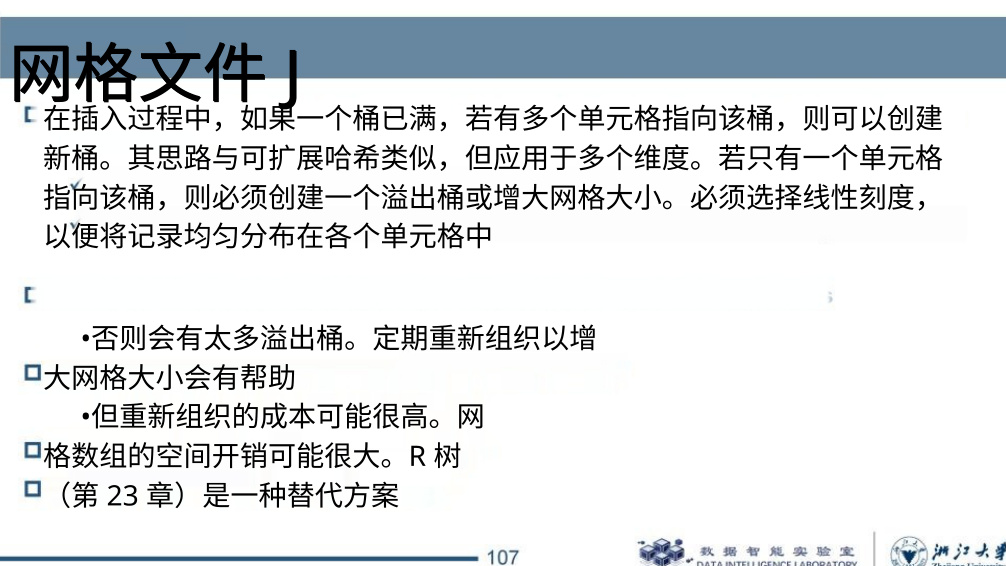 网格文件 J
在插入过程中，如果一个桶已满，若有多个单元格指向该桶，则可以创建
新桶。其思路与可扩展哈希类似，但应用于多个维度。若只有一个单元格
指向该桶，则必须创建一个溢出桶或增大网格大小。必须选择线性刻度，
以便将记录均匀分布在各个单元格中
•否则会有太多溢出桶。定期重新组织以增
大网格大小会有帮助
•但重新组织的成本可能很高。网
格数组的空间开销可能很大。R 树
（第 23 章）是一种替代方案
107
数据智能实验室
DATA INTELLIGENCE LABORATORY
浙江大学